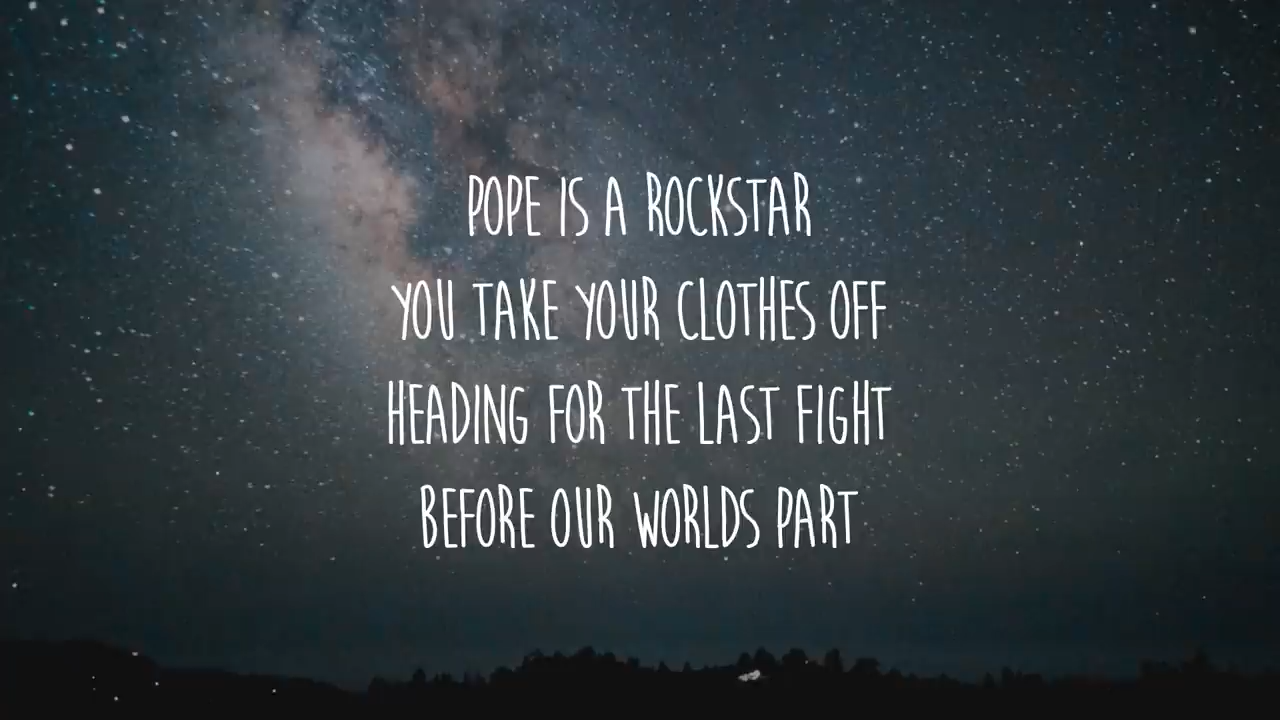 POPE IS A ROCKSTAR
YOU TAKE YOUR CLOTHES OFF
HEADING FOR THE LAST FIGHT
BEFORE OUR WORLDS PART